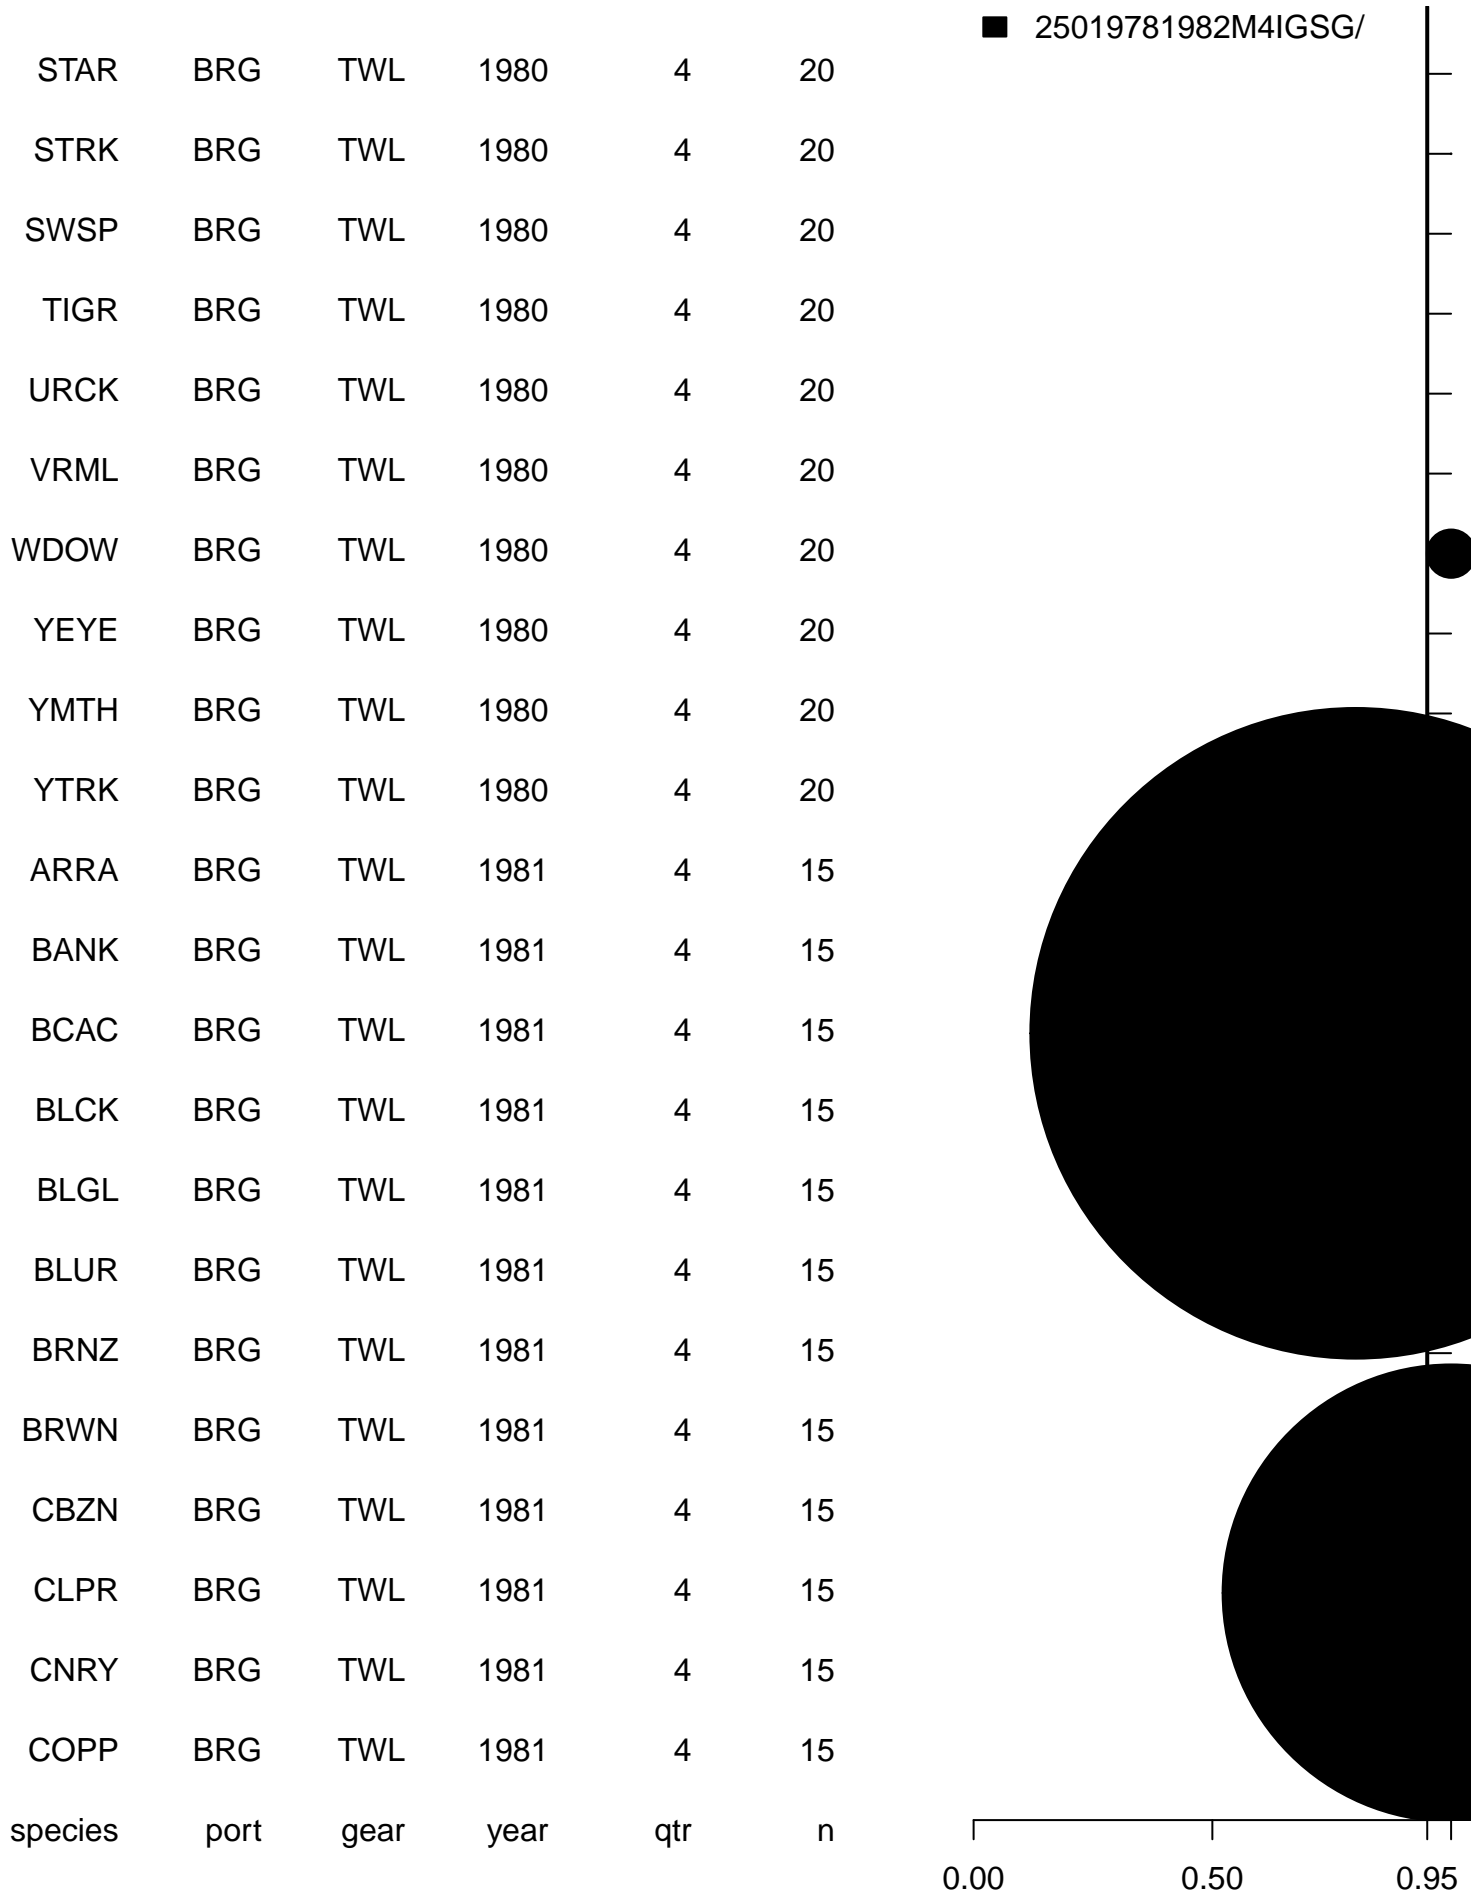 25019781982M4IGSG/
STAR BRG TWL 1980 4 20
STRK BRG TWL 1980 4 20
SWSP BRG TWL 1980 4 20
TIGR BRG TWL 1980 4 20
URCK BRG TWL 1980 4 20
VRML BRG TWL 1980 4 20
WDOW BRG TWL 1980 4 20
YEYE BRG TWL 1980 4 20
YMTH BRG TWL 1980 4 20
YTRK BRG TWL 1980 4 20
ARRA BRG TWL 1981 4 15
BANK BRG TWL 1981 4 15
BCAC BRG TWL 1981 4 15
BLCK BRG TWL 1981 4 15
BLGL BRG TWL 1981 4 15
BLUR BRG TWL 1981 4 15
BRNZ BRG TWL 1981 4 15
BRWN BRG TWL 1981 4 15
CBZN BRG TWL 1981 4 15
CLPR BRG TWL 1981 4 15
CNRY BRG TWL 1981 4 15
COPP BRG TWL 1981 4 15
species port gear year qtr n
0.00 0.50 0.95